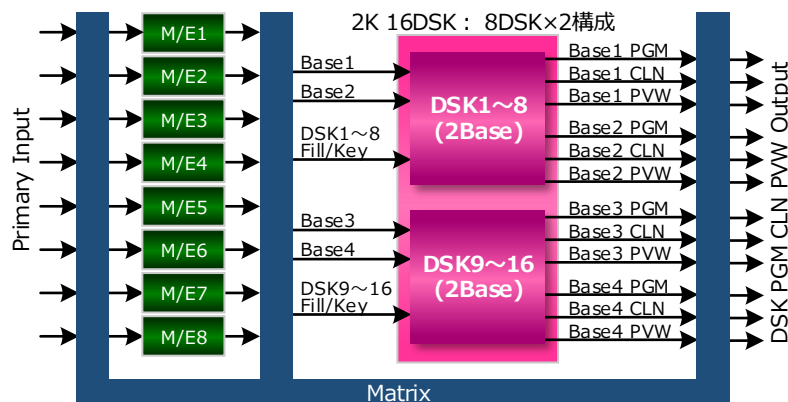 2K 16DSK： 8DSK×2構成
Primary Input
M/E1
M/E2
M/E3
M/E4
M/E5
M/E6
M/E7
M/E8
Base1
Base2
DSK1～8
Fill/Key
Base3
Base4
DSK9～16
Fill/Key
DSK1～8
(2Base)
DSK9～16
(2Base)
Base1 PGM
Base1 CLN
Base1 PVW
Base2 PGM
Base2 CLN
Base2 PVW
Base3 PGM
Base3 CLN
Base3 PVW
Base4 PGM
Base4 CLN
Base4 PVW
DSK PGM CLN PVW Output
Matrix